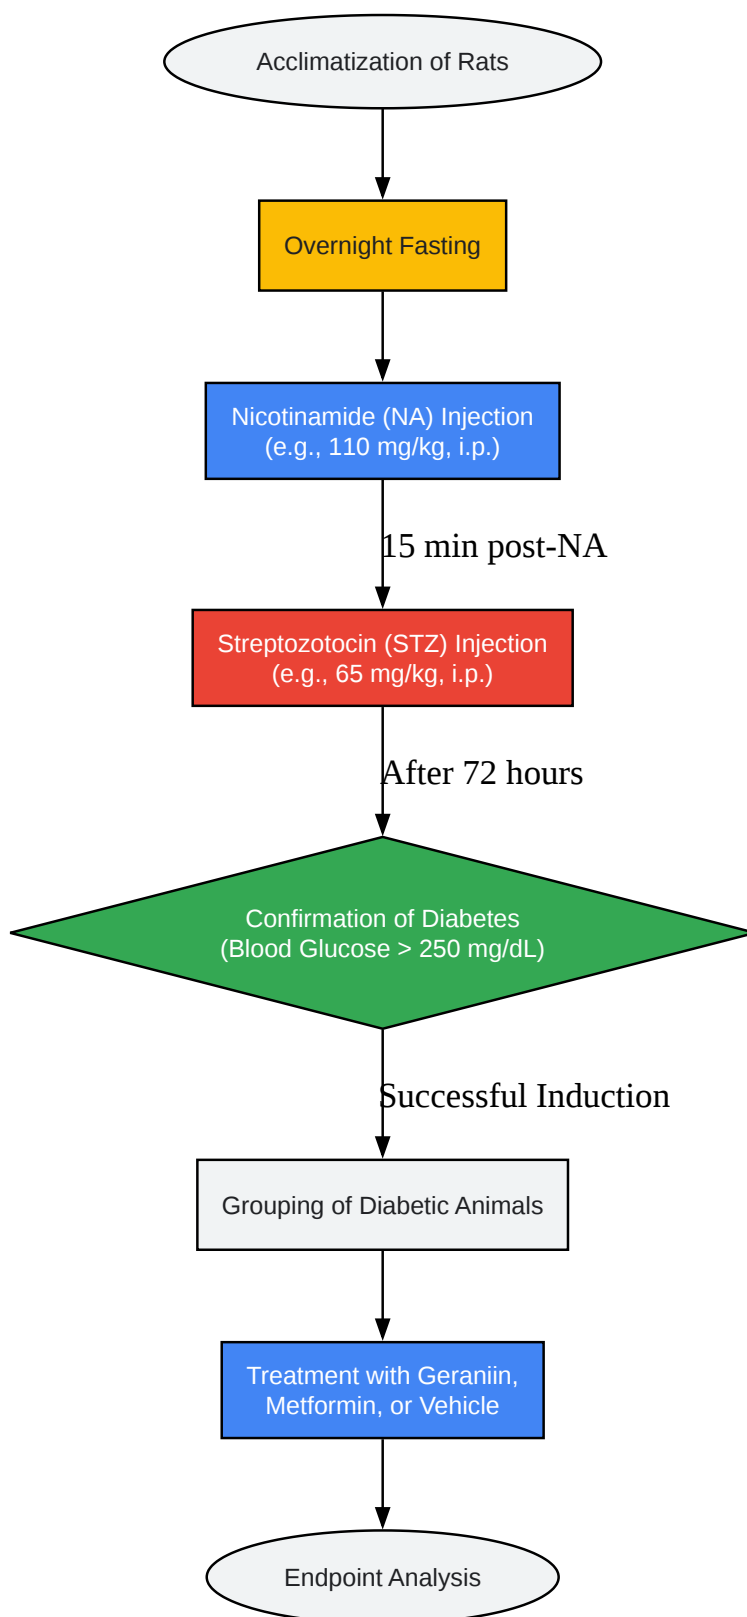 Acclimatization of Rats
Overnight Fasting
Nicotinamide (NA) Injection
(e.g., 110 mg/kg, i.p.)
15 min post-NA
Streptozotocin (STZ) Injection
(e.g., 65 mg/kg, i.p.)
After 72 hours
Confirmation of Diabetes
(Blood Glucose > 250 mg/dL)
Successful Induction
Grouping of Diabetic Animals
Treatment with Geraniin,
Metformin, or Vehicle
Endpoint Analysis